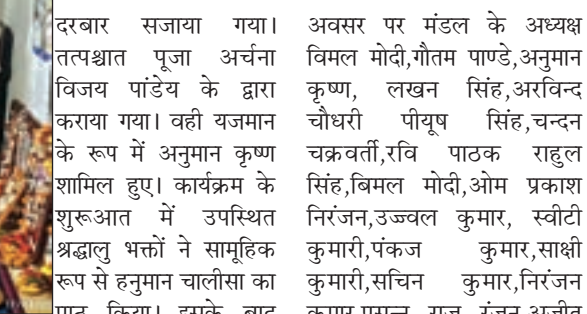 दरबार सजाया गया।
तत्पश्चात पूजा अर्चना
विजय पांडेय के द्वारा
कराया गया। वही यजमान
के रूप में अनुमान कृष्ण
शामिल हुए। कार्यक्रम के
शुरूआत में उपस्थित
श्रद्धालु भक्तों ने सामूहिक
रूप से हनुमान चालीसा का
पाठ किया। इसके बाद
अवसर पर मंडल के अध्यक्ष
विमल मोदी,गौतम पाण्डे,अनुमान
कृष्ण, लखन सिंह,अरविन्द
चौधरी पीयूष सिंह,चन्दन
चक्रवर्ती,रवि पाठक राहुल
सिंह,बिमल मोदी,ओम प्रकाश
निरंजन,उज्ज्वल कुमार, स्वीटी
कुमारी,पंकज कुमार,साक्षी
कुमारी,सचिन कुमार,निरंजन